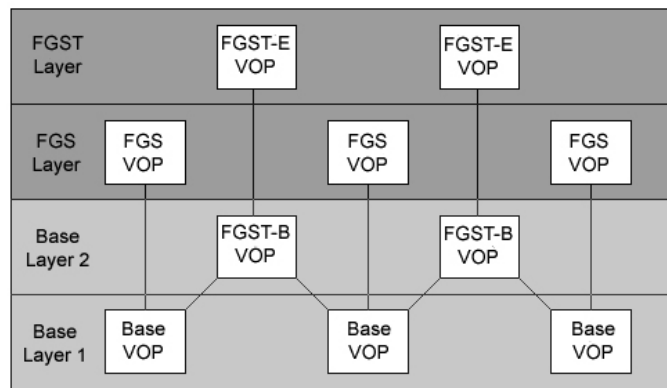 FGST
Layer
FGST-E
VOP
FGST-E
VOP
FGS
Layer
FGS
VOP
FGS
VOP
FGS
VOP
Base
Layer 2
FGST-B
VOP
FGST-B
VOP
Base
Layer 1
Base
VOP
Base
VOP
Base
VOP